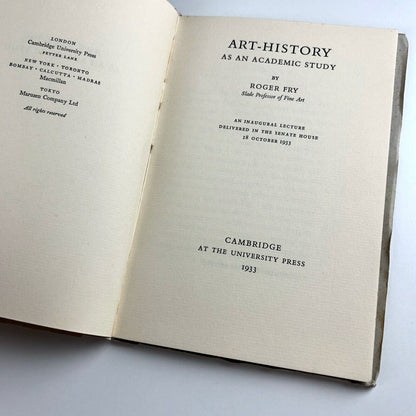 LONDON
Cambridge University Press
FETTER LANE
NEW YORK · TORONTO
BOMBAY · CALCUTTA · MADRAS
Macmillan
TOKYO
Maruzen Company Ltd
All rights reserved
ART-HISTORY
AS AN ACADEMIC STUDY
BY
ROGER FRY
Slade Professor of Fine Art
AN INAUGURAL LECTURE
DELIVERED IN THE SENATE HOUSE
18 OCTOBER 1933
CAMBRIDGE
AT THE UNIVERSITY PRESS
1933